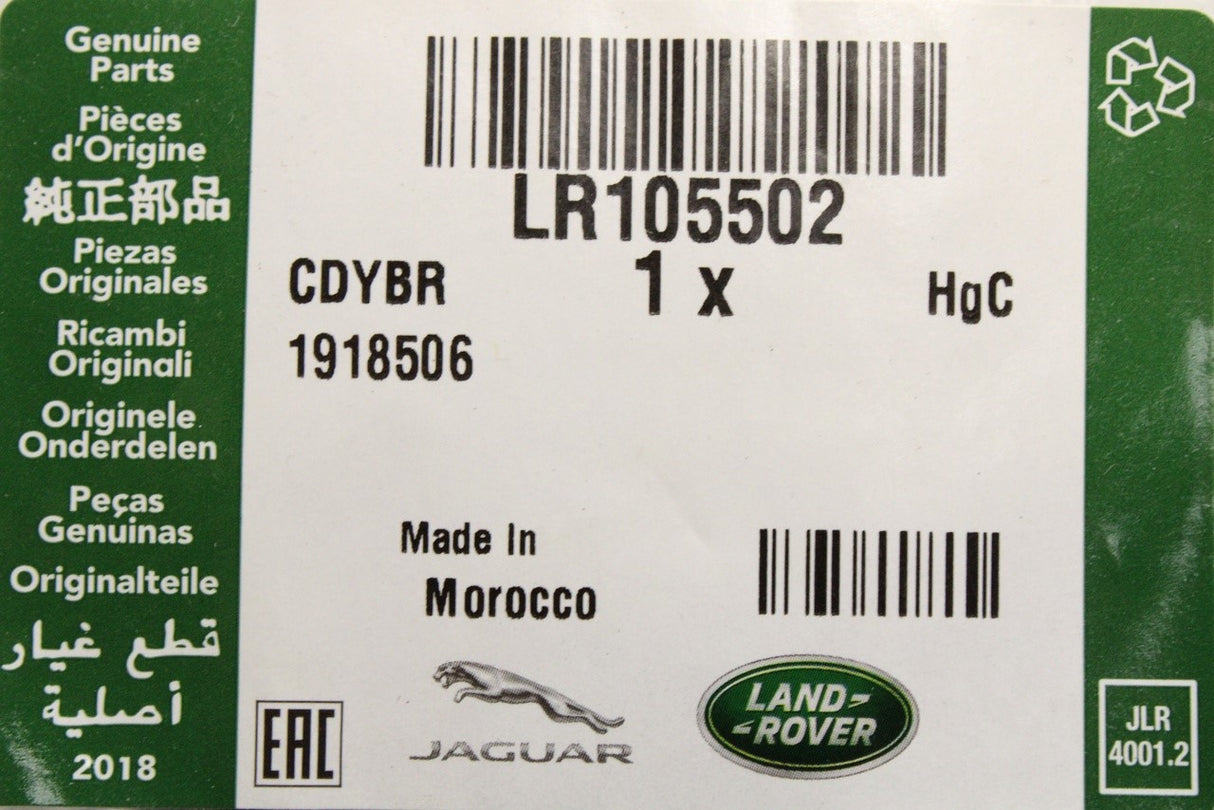 Genuine
Parts
Pièces
d'Origine
純正部品
Piezas
Originales
Ricambi
Originali
Originele
Onderdelen
Peças
Genuinas
Originalteile
قطع غيار
أصلية
2018
LR105502
CDYBR
1 x
HgC
1918506
Made In
Morocco
EAC
JAGUAR
LAND-
-ROVER
JLR
4001.2